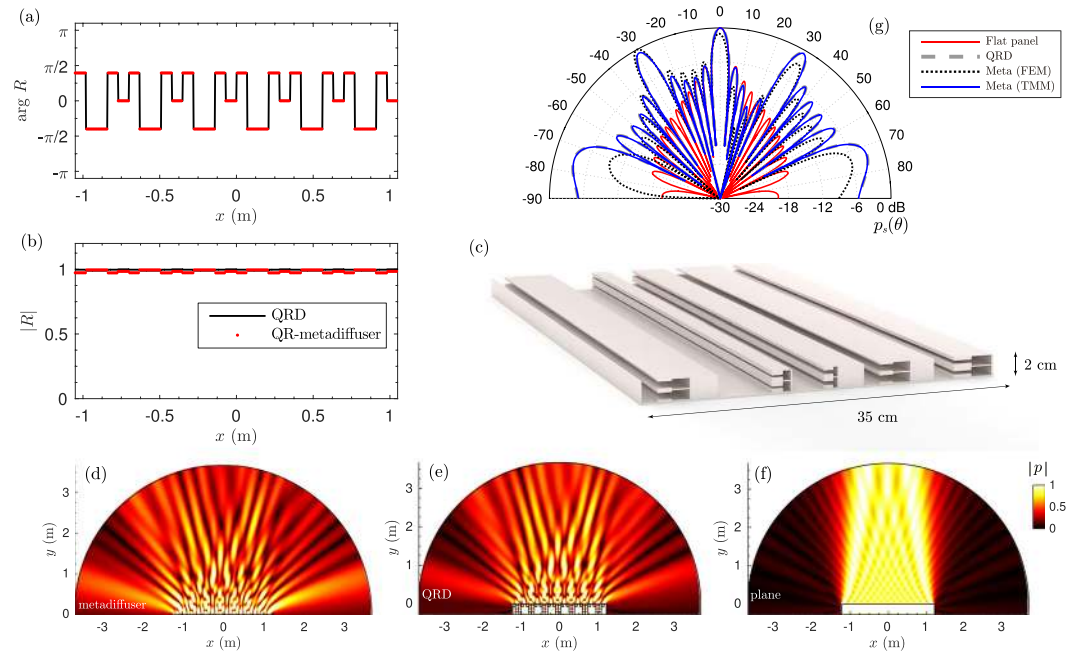 (a)
π
π/2
0
-π/2
-π
arg R
-1 -0.5 0 0.5 1
x (m)
(b)
1
0.5
0
|R|
QRD
QR-metadiffuser
-1 -0.5 0 0.5 1
x (m)
(g)
-90 -80 -70 -60 -50 -40 -30 -20 -10 0 10 20 30 40 50 60 70 80
-30 -24 -18 -12 -6 0 dB
pₛ(θ)
Flat panel
QRD
Meta (FEM)
Meta (TMM)
(c)
2 cm
35 cm
(d)
3
2
1
0
y (m)
metadiffuser
-3 -2 -1 0 1 2 3
x (m)
(e)
3
2
1
0
y (m)
QRD
-3 -2 -1 0 1 2 3
x (m)
(f)
3
2
1
0
y (m)
plane
-3 -2 -1 0 1 2 3
x (m)
|p|
1
0.5
0